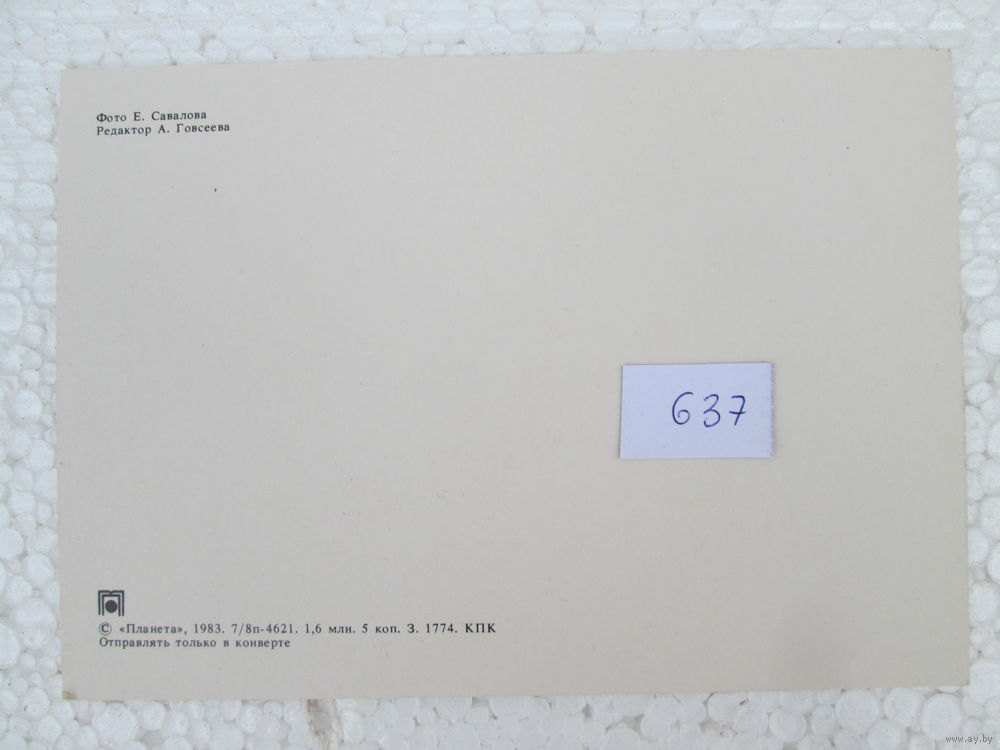 Фото Е. Савалова
Редактор А. Говсеева
637
© «Планета», 1983. 7/8п-4621. 1,6 млн. 5 коп. З. 1774. КПК
Отправлять только в конверте
www.ay.by